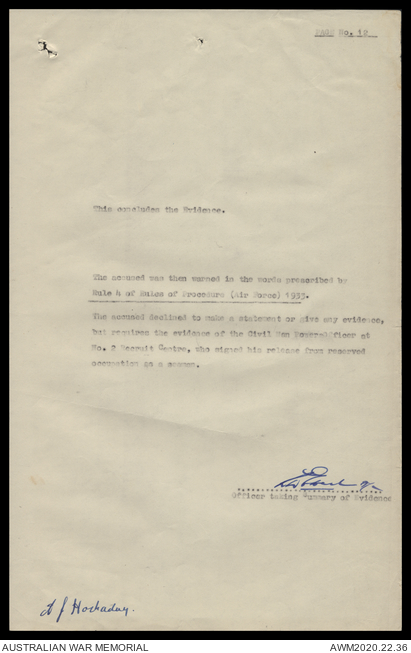 PAGE No. 12
This concludes the Evidence.
The accused was then warned in the words prescribed by
Rule 4 of Rules of Procedure (Air Force) 1933.
The accused declined to make a statement or give any evidence,
but requires the evidence of the Civil Man Power Officer at
No. 2 Recruit Centre, who signed his release from reserved
occupation as a seaman.
Officer taking Summary of Evidence
A J Hockaday.
AUSTRALIAN WAR MEMORIAL
AWM2020.22.36